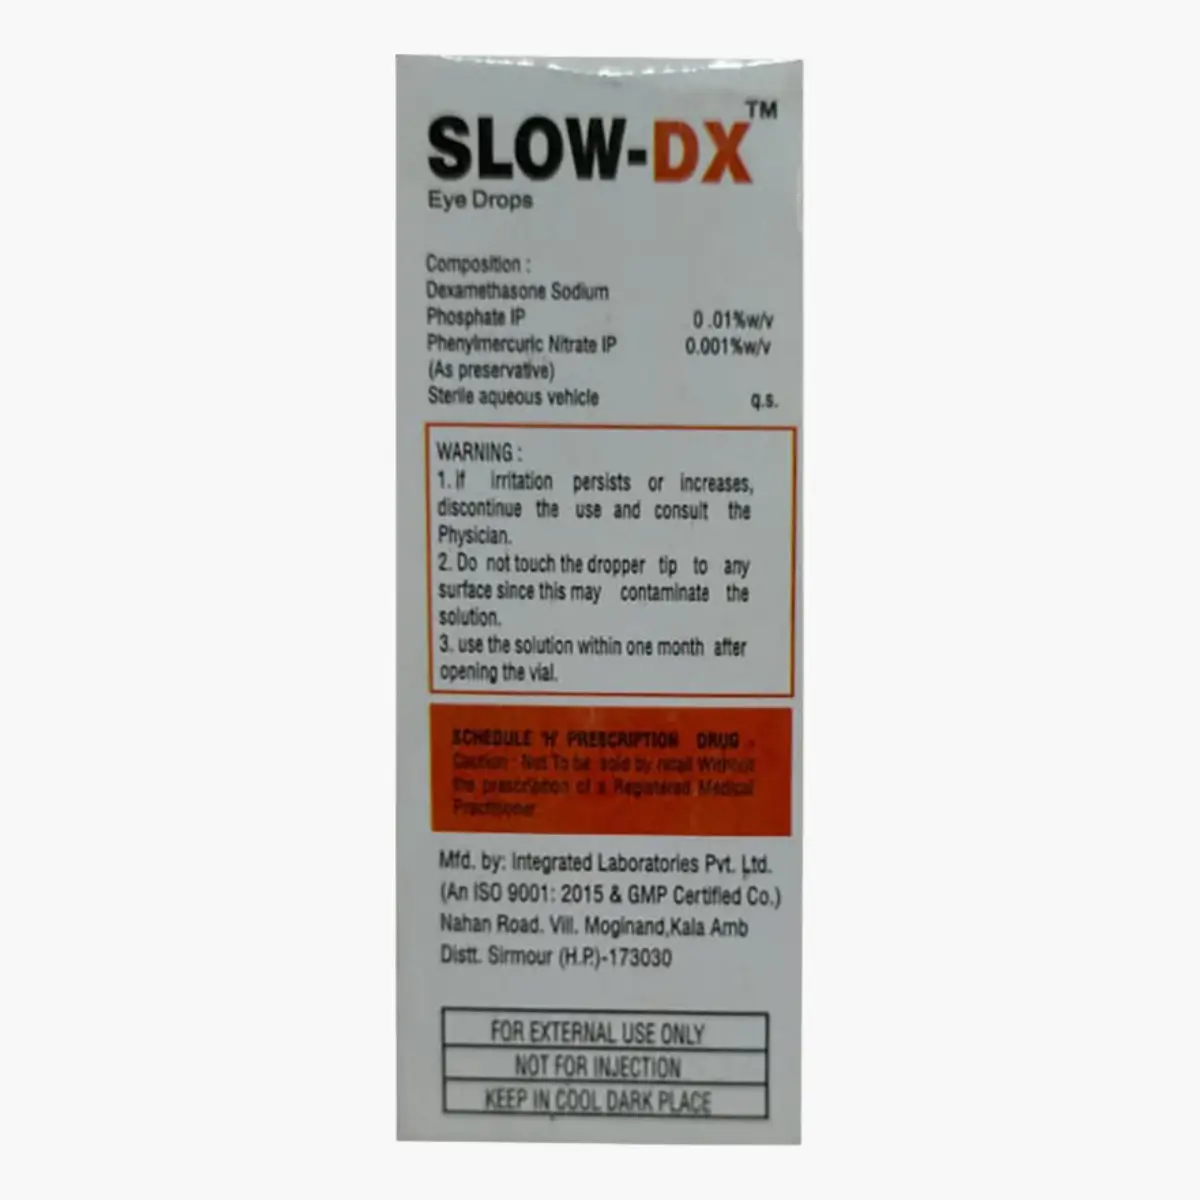 SLOW-DX™
Eye Drops
Composition :
Dexamethasone Sodium
Phosphate IP 0 .01%w/v
Phenylmercuric Nitrate IP 0.001%w/v
(As preservative)
Sterile aqueous vehicle q.s.
WARNING :
1. If irritation persists or increases,
discontinue the use and consult the
Physician.
2. Do not touch the dropper tip to any
surface since this may contaminate the
solution.
3. use the solution within one month after
opening the vial.
SCHEDULE 'H' PRESCRIPTION DRUG -
Caution : Not To be sold by retail Without
the prescription of a Registered Medical
Practitioner
Mfd. by: Integrated Laboratories Pvt. Ltd.
(An ISO 9001: 2015 & GMP Certified Co.)
Nahan Road. Vill. Moginand,Kala Amb
Distt. Sirmour (H.P.)-173030
FOR EXTERNAL USE ONLY
NOT FOR INJECTION
KEEP IN COOL DARK PLACE